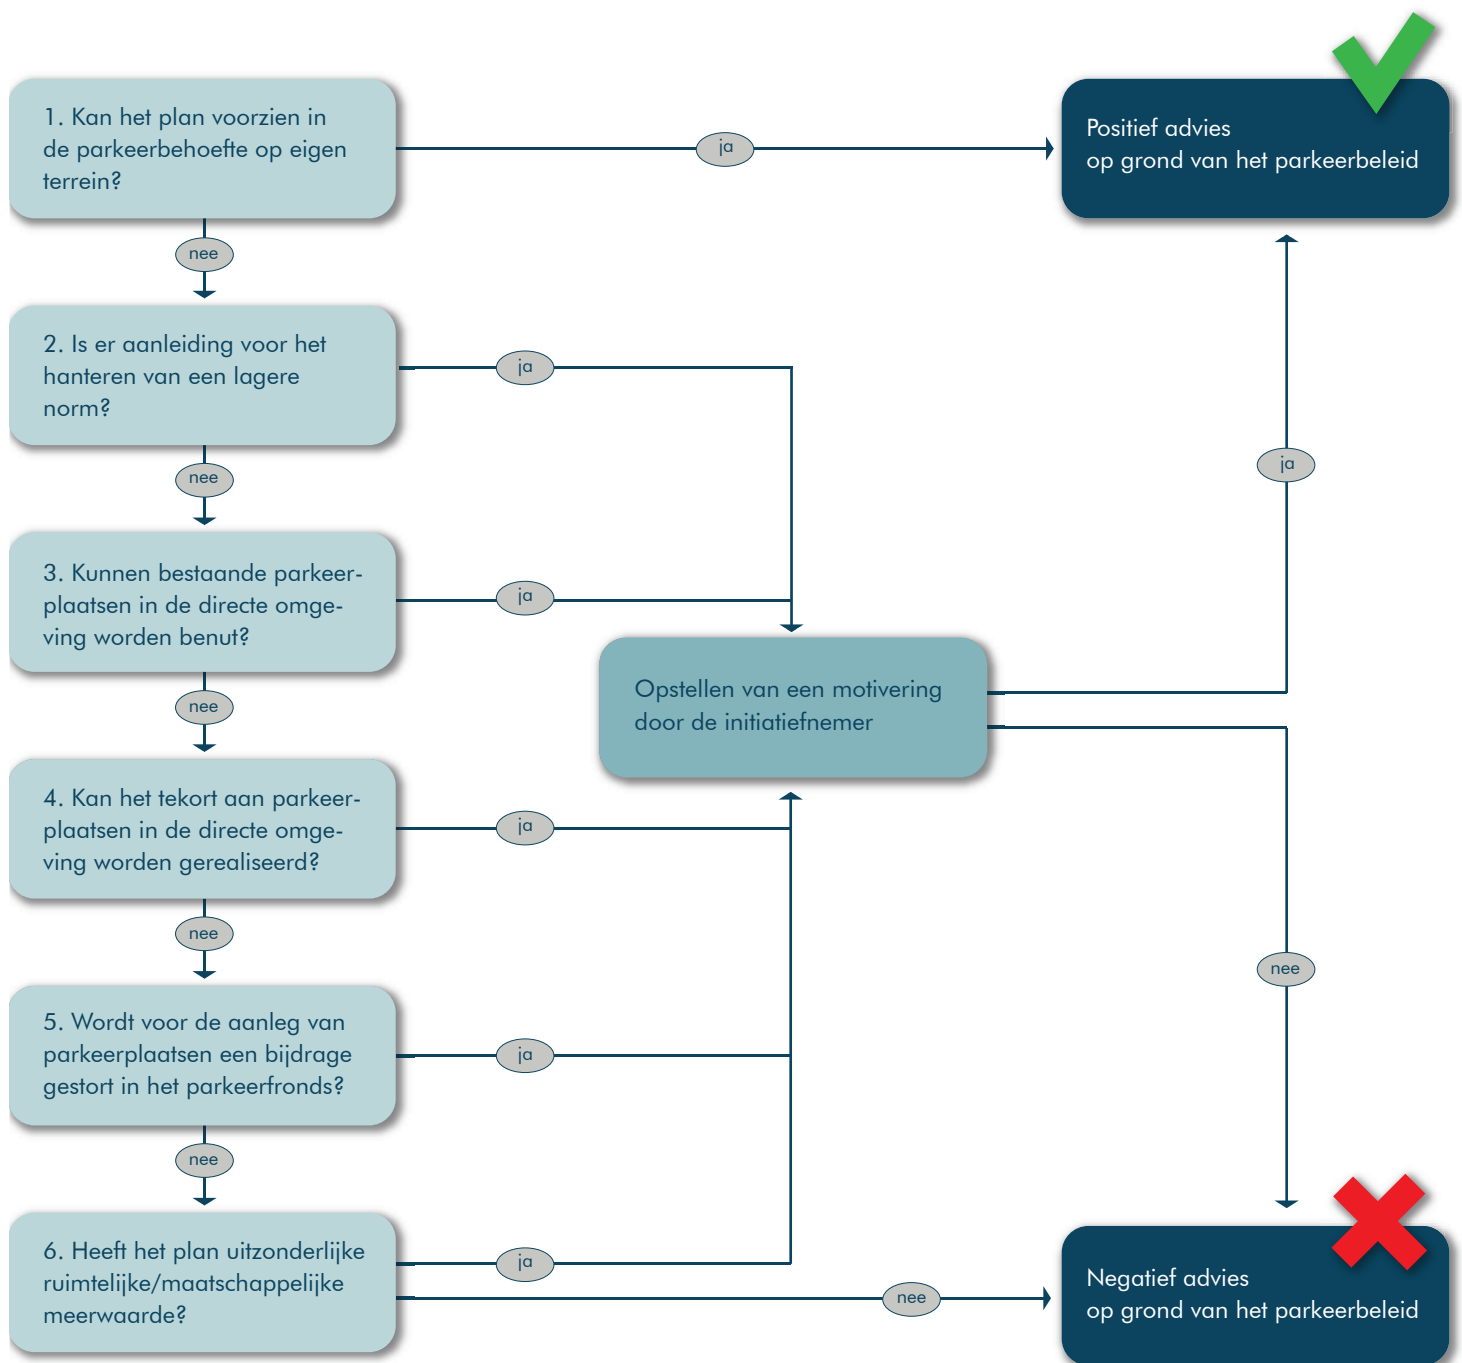 1. Kan het plan voorzien in
de parkeerbehoefte op eigen
terrein?
ja
Positief advies
op grond van het parkeerbeleid
nee
2. Is er aanleiding voor het
hanteren van een lagere
norm?
ja
nee
ja
3. Kunnen bestaande parkeer-
plaatsen in de directe omge-
ving worden benut?
ja
nee
Opstellen van een motivering
door de initiatiefnemer
4. Kan het tekort aan parkeer-
plaatsen in de directe omge-
ving worden gerealiseerd?
ja
nee
nee
5. Wordt voor de aanleg van
parkeerplaatsen een bijdrage
gestort in het parkeerfronds?
ja
nee
6. Heeft het plan uitzonderlijke
ruimtelijke/maatschappelijke
meerwaarde?
ja
nee
Negatief advies
op grond van het parkeerbeleid